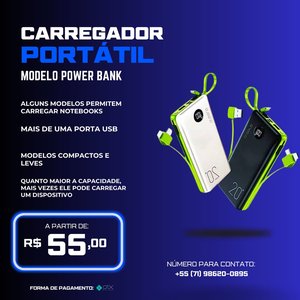 CARREGADOR
PORTÁTIL
MODELO POWER BANK
ALGUNS MODELOS PERMITEM
CARREGAR NOTEBOOKS
MAIS DE UMA PORTA USB
MODELOS COMPACTOS E
LEVES
QUANTO MAIOR A CAPACIDADE,
MAIS VEZES ELE PODE CARREGAR
UM DISPOSITIVO
A PARTIR DE:
R$ 55,00
NÚMERO PARA CONTATO:
+55 (71) 98620-0895
FORMA DE PAGAMENTO: PIX